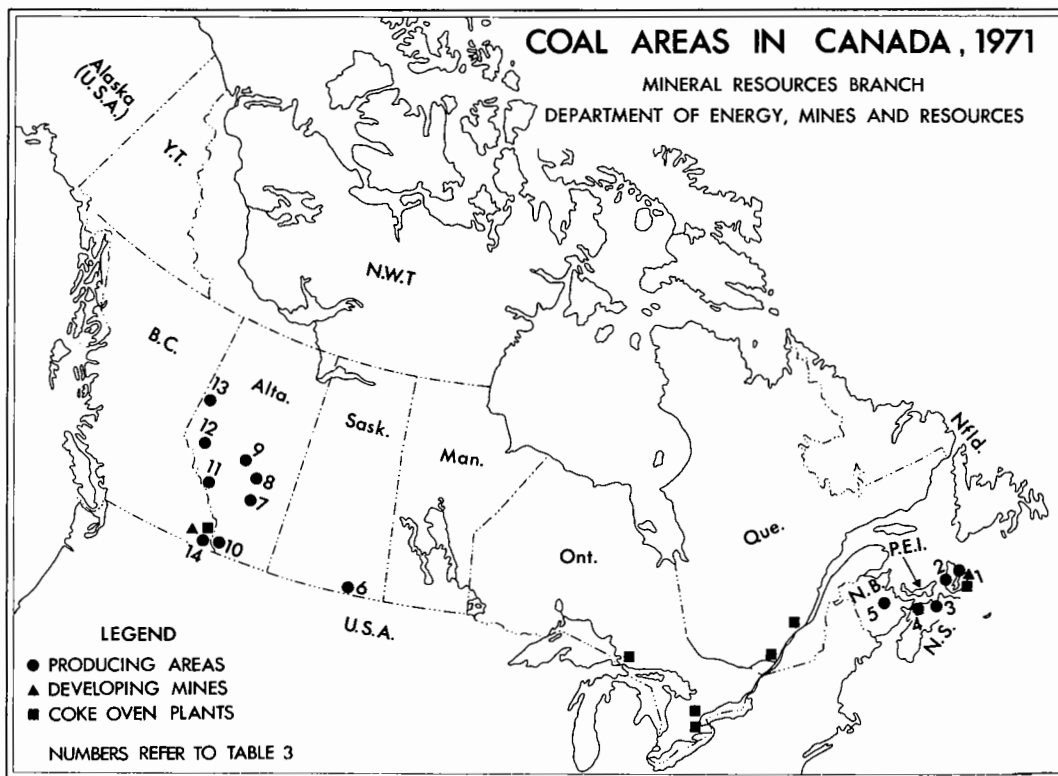 COAL AREAS IN CANADA, 1971
MINERAL RESOURCES BRANCH
DEPARTMENT OF ENERGY, MINES AND RESOURCES
Alaska
(U.S.A.)
Y.T.
N.W.T
B.C.
Alta.
Sask.
Man.
Ont.
Que.
Nfld.
P.E.I.
N.B.
N.S.
U.S.A.
13
12
11
9
8
7
14
10
6
5
4
3
2
1
LEGEND
PRODUCING AREAS
DEVELOPING MINES
COKE OVEN PLANTS
NUMBERS REFER TO TABLE 3